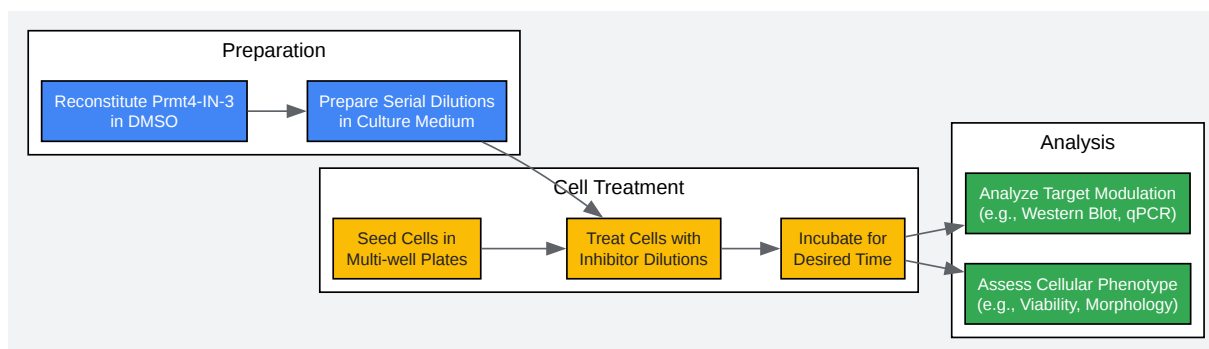 Preparation
Reconstitute Prmt4-IN-3
in DMSO
Prepare Serial Dilutions
in Culture Medium
Cell Treatment
Seed Cells in
Multi-well Plates
Treat Cells with
Inhibitor Dilutions
Incubate for
Desired Time
Analysis
Analyze Target Modulation
(e.g., Western Blot, qPCR)
Assess Cellular Phenotype
(e.g., Viability, Morphology)